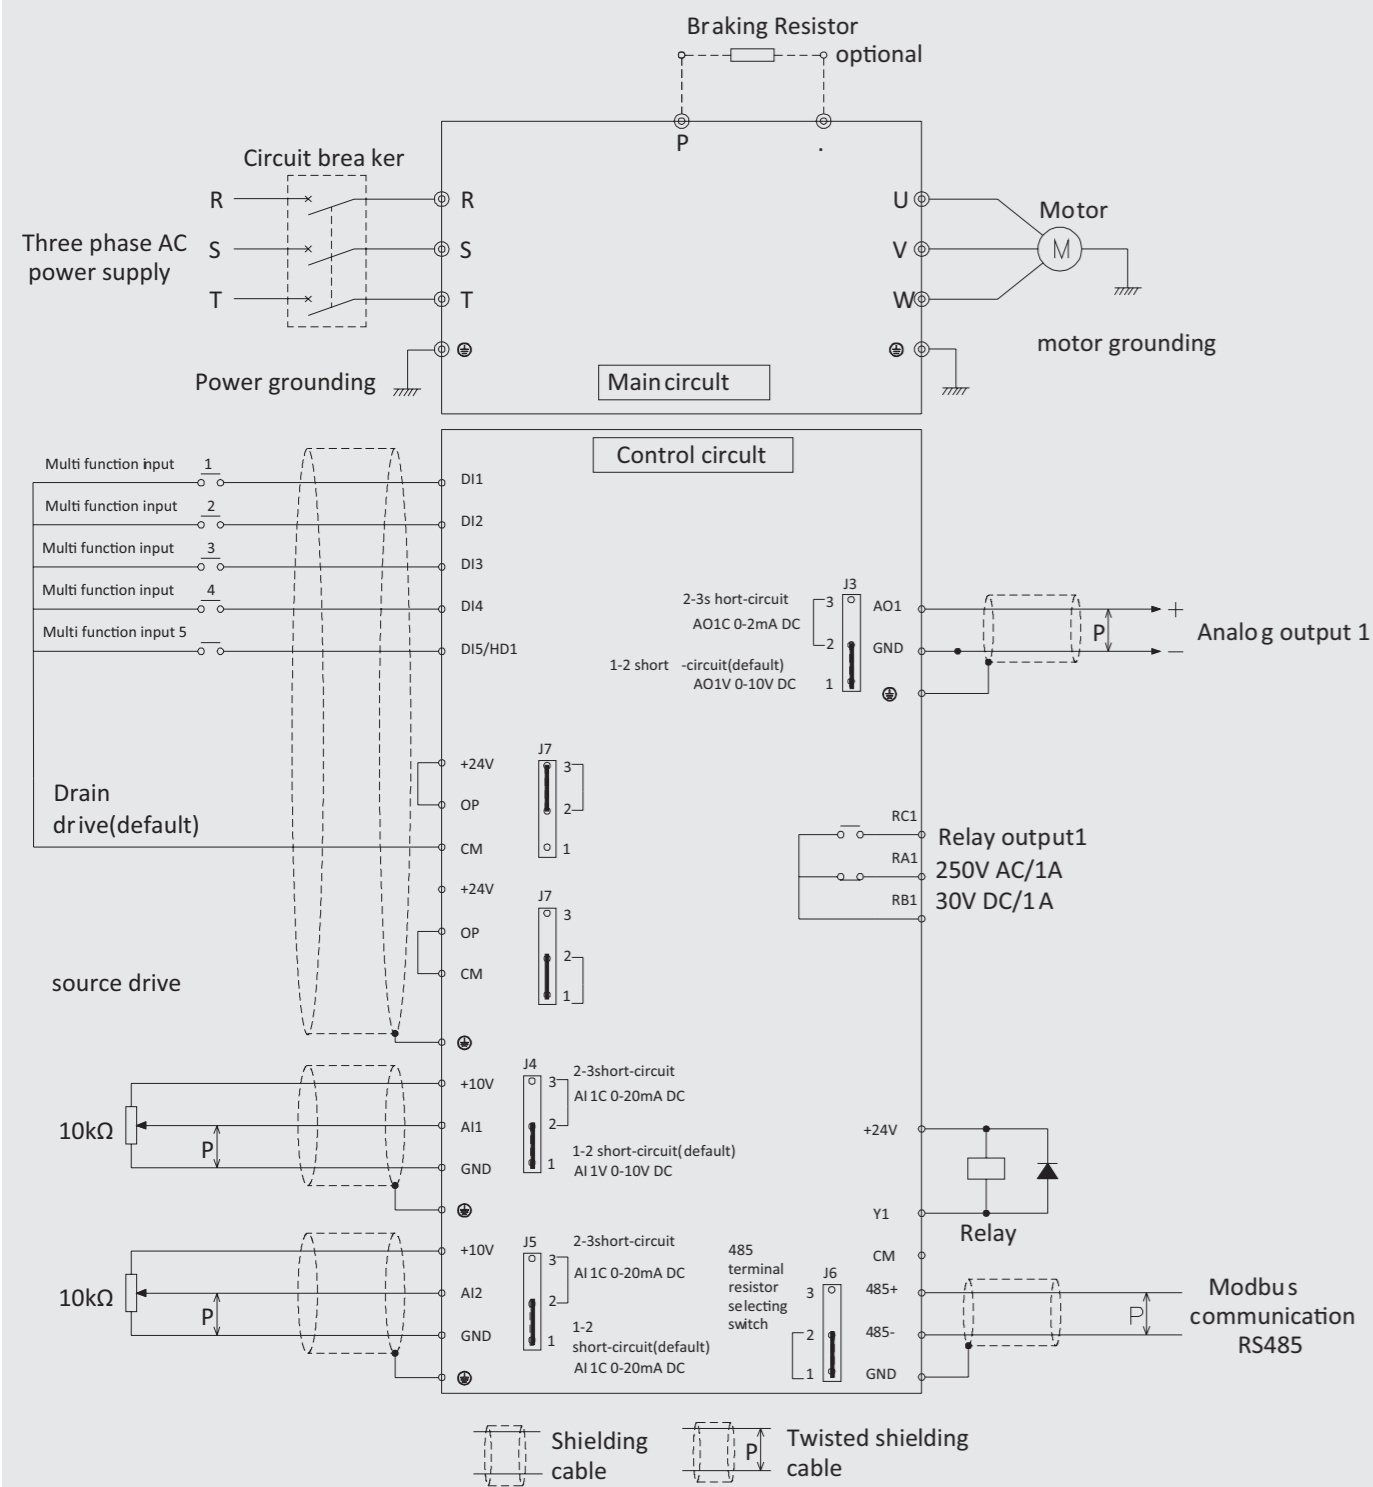 Braking Resistor
optional
P
.
Circuit brea ker
R
R
U
Motor
Three phase AC
power supply
S
S
V
M
T
T
W
motor grounding
Power grounding
Main circult
Control circult
Multi function input 1
DI1
Multi function input 2
DI2
Multi function input 3
DI3
Multi function input 4
DI4
Multi function input 5
DI5/HD1
J3
2-3s hort-circuit
3
AO1
+
AO1C 0-2mA DC
P
Analog output 1
2
GND
−
1-2 short -circuit(default)
AO1V 0-10V DC
1
J7
+24V
3
Drain
drive(default)
OP
2
CM
1
RC1
Relay output1
RA1
250V AC/1A
RB1
30V DC/1A
+24V
J7
3
OP
2
CM
1
source drive
J4
2-3short-circuit
+10V
3
AI 1C 0-20mA DC
10kΩ
P
AI1
2
1-2 short-circuit(default)
GND
1
AI 1V 0-10V DC
+24V
Y1
Relay
CM
J5
2-3short-circuit
+10V
3
AI 1C 0-20mA DC
10kΩ
P
AI2
2
1-2
GND
1
short-circuit(default)
AI 1C 0-20mA DC
485
terminal
resistor
selecting
switch
J6
3
485+
2
485-
1
GND
P
Modbus
communication
RS485
Shielding
cable
P
Twisted shielding
cable